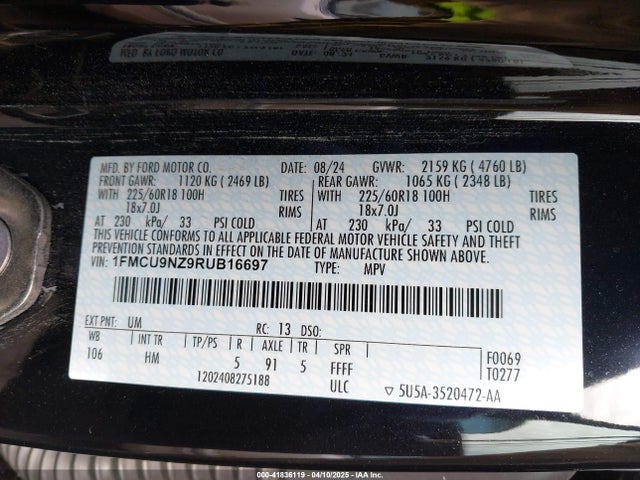 MFD. BY FORD MOTOR CO. DATE: 08/24 GVWR: 2159 KG ( 4760 LB)
FRONT GAWR: 1120 KG ( 2469 LB) REAR GAWR: 1065 KG ( 2348 LB)
WITH 225/60R18 100H TIRES WITH 225/60R18 100H TIRES
18x7.0J RIMS 18x7.0J RIMS
AT 230 kPa/ 33 PSI COLD AT 230 kPa/ 33 PSI COLD
THIS VEHICLE CONFORMS TO ALL APPLICABLE FEDERAL MOTOR VEHICLE SAFETY AND THEFT
PREVENTION STANDARDS IN EFFECT ON THE DATE OF MANUFACTURE SHOWN ABOVE.
VIN: 1FMCU9NZ9RUB16697 TYPE: MPV
EXT PNT: UM RC: 13 DSO:
WB INT TR TP/PS R AXLE TR SPR F0069
106 HM 5 91 5 FFFF T0277
1202408275188 ULC ▽ 5U5A-3520472-AA
000-41836119 - 04/10/2025 - IAA Inc.